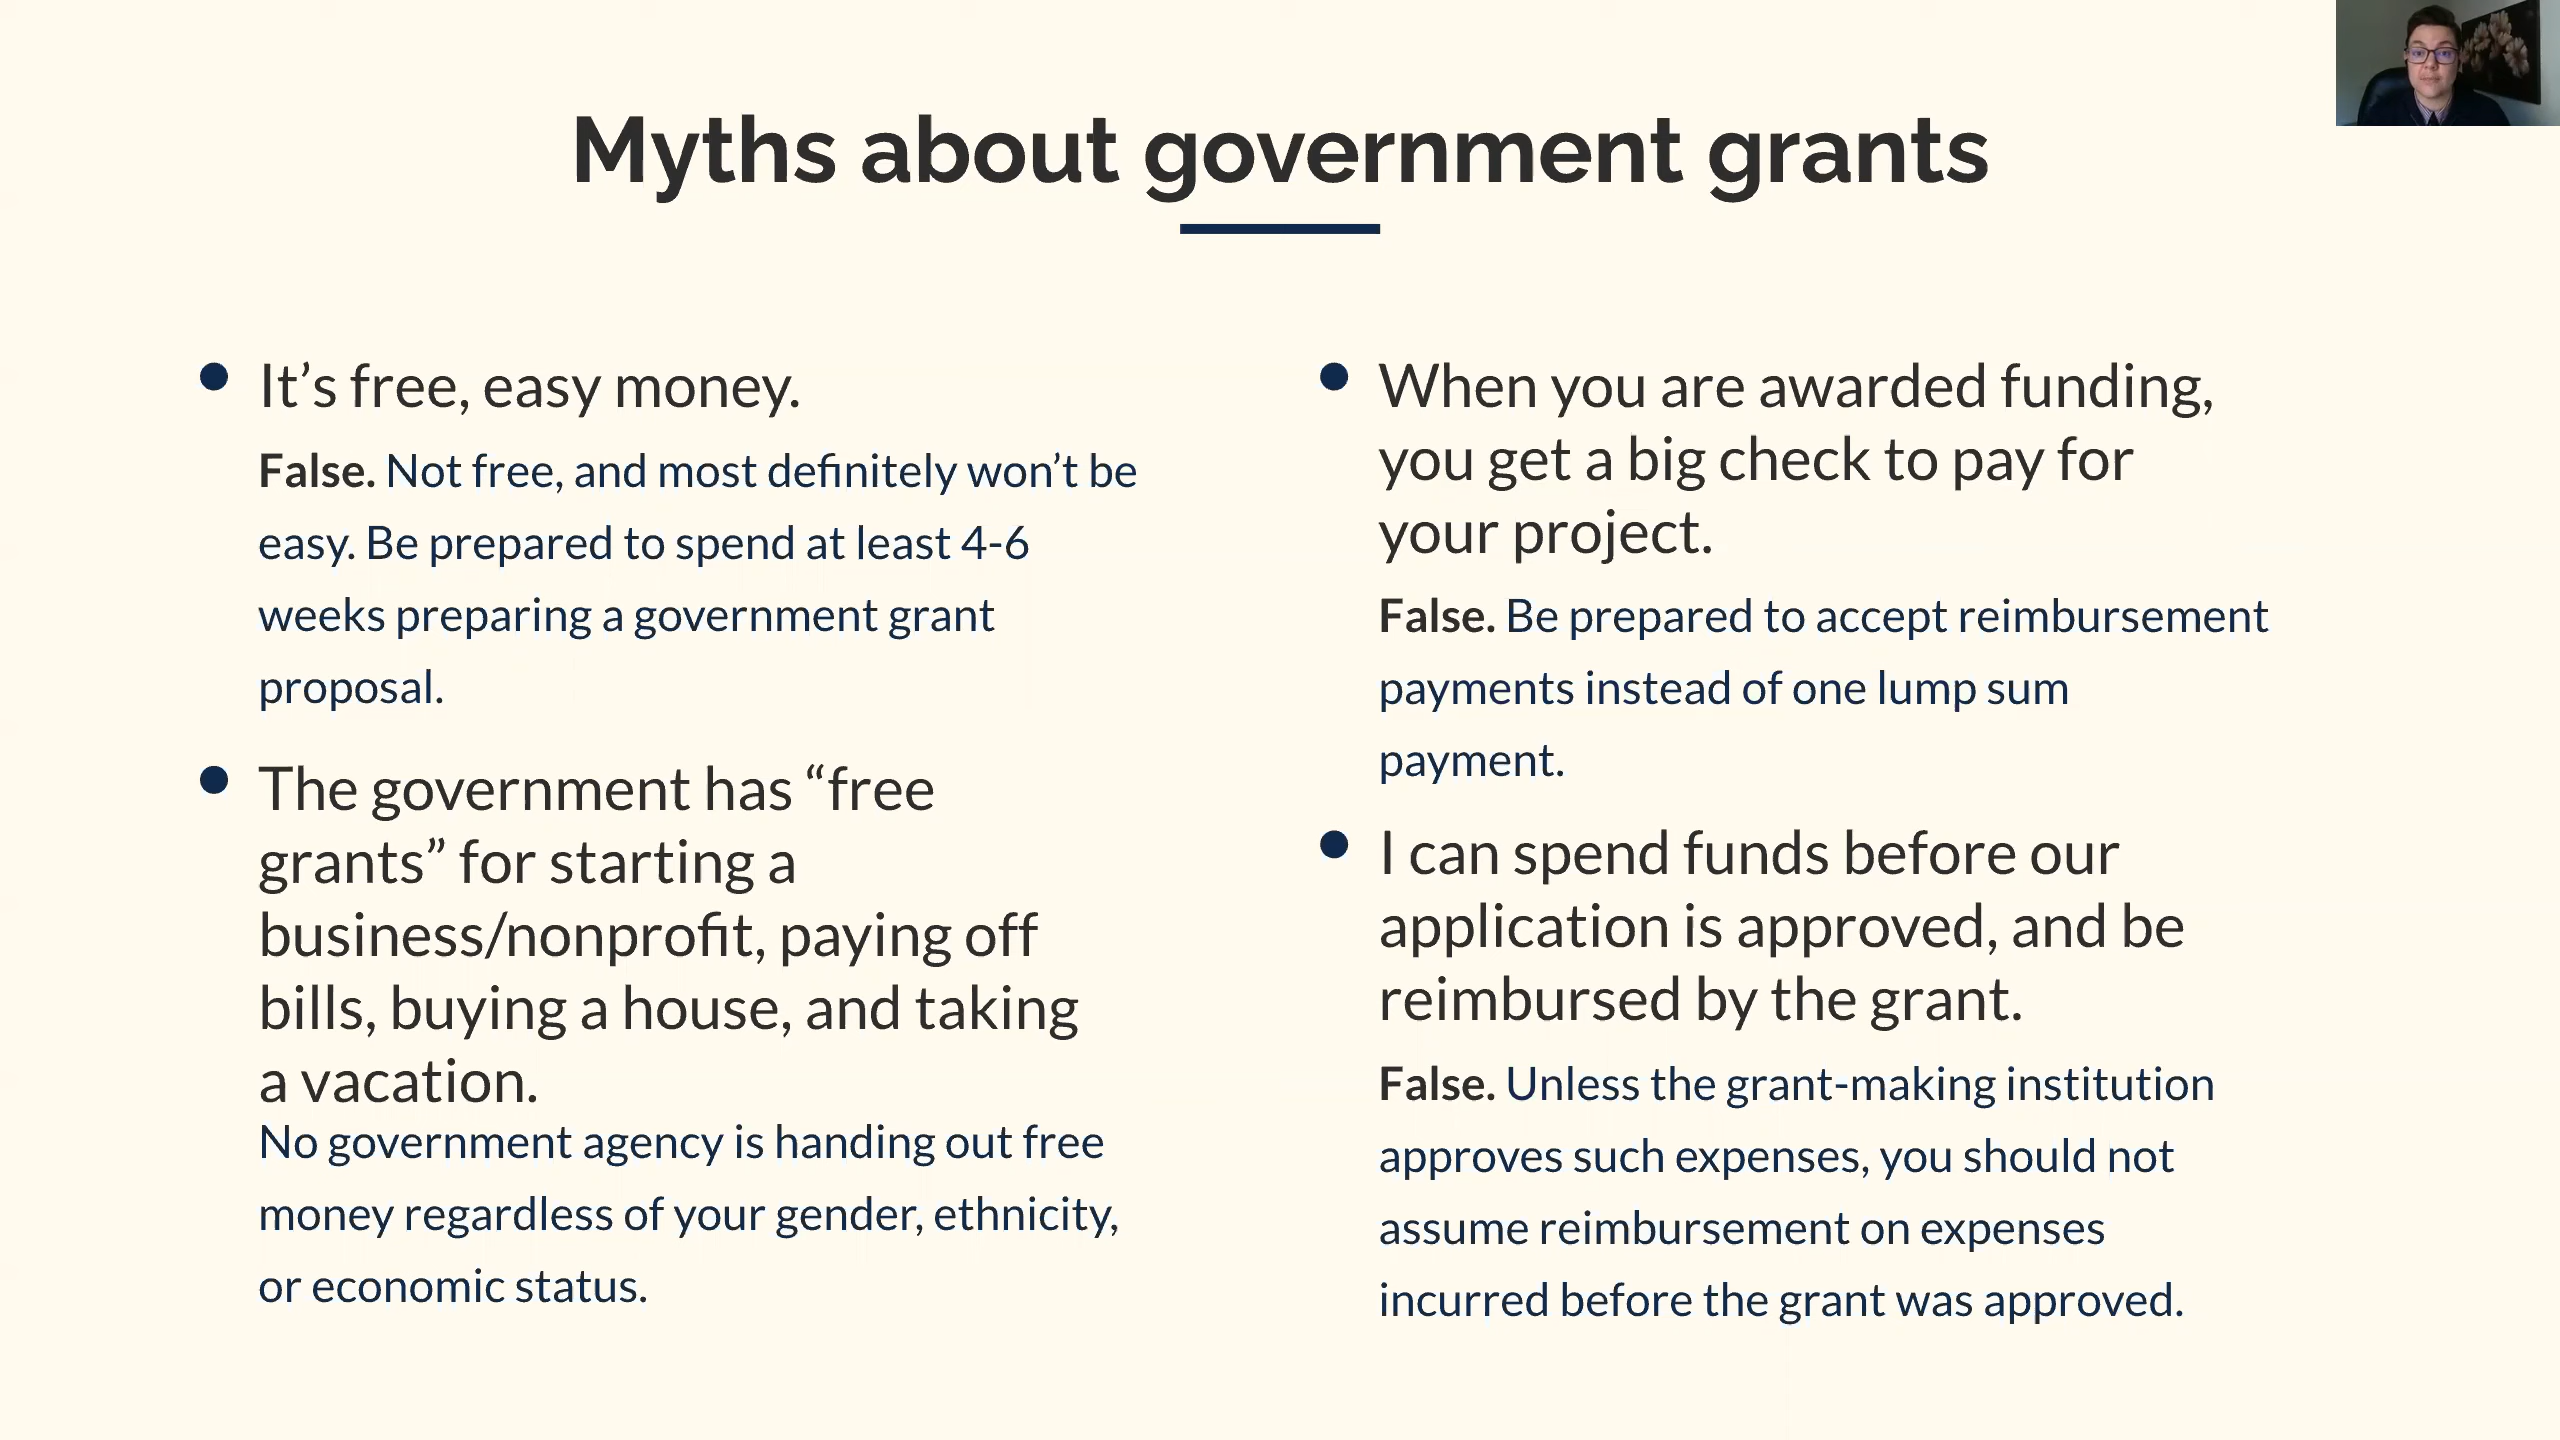 Myths about government grants
It’s free, easy money.
False. Not free, and most definitely won’t be
easy. Be prepared to spend at least 4-6
weeks preparing a government grant
proposal.
The government has “free
grants” for starting a
business/nonprofit, paying off
bills, buying a house, and taking
a vacation.
No government agency is handing out free
money regardless of your gender, ethnicity,
or economic status.
When you are awarded funding,
you get a big check to pay for
your project.
False. Be prepared to accept reimbursement
payments instead of one lump sum
payment.
I can spend funds before our
application is approved, and be
reimbursed by the grant.
False. Unless the grant-making institution
approves such expenses, you should not
assume reimbursement on expenses
incurred before the grant was approved.